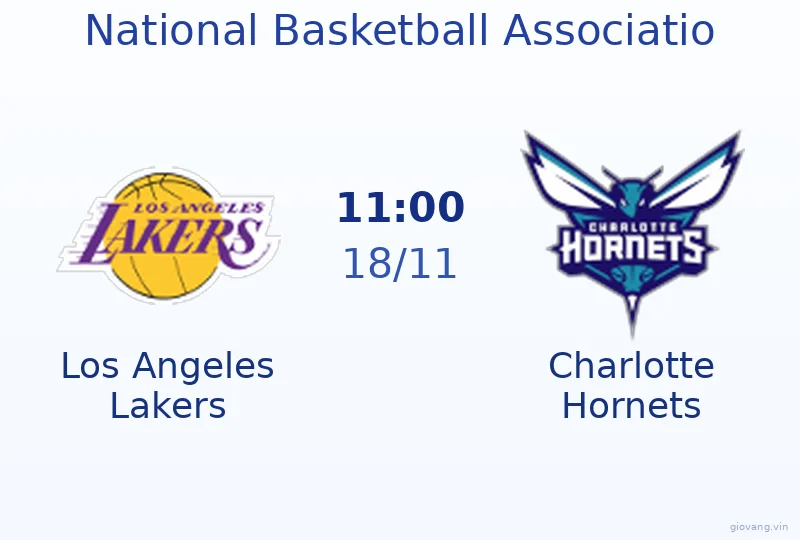 National Basketball Associatio
LOS ANGELES
LAKERS
11:00
18/11
CHARLOTTE
HORNETS
Los Angeles
Lakers
Charlotte
Hornets
giovang.vin